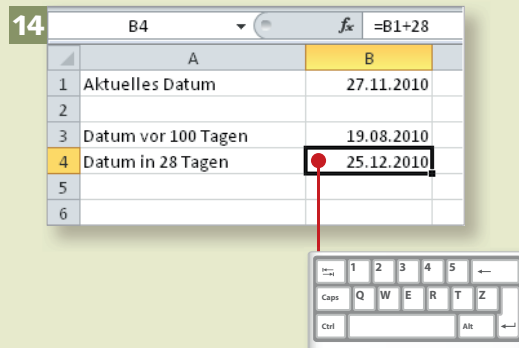 14
B4 fx =B1+28
A B
1 Aktuelles Datum 27.11.2010
2
3 Datum vor 100 Tagen 19.08.2010
4 Datum in 28 Tagen 25.12.2010
5
6
1 2 3 4 5
Caps Q W E R T Z
Ctrl Alt